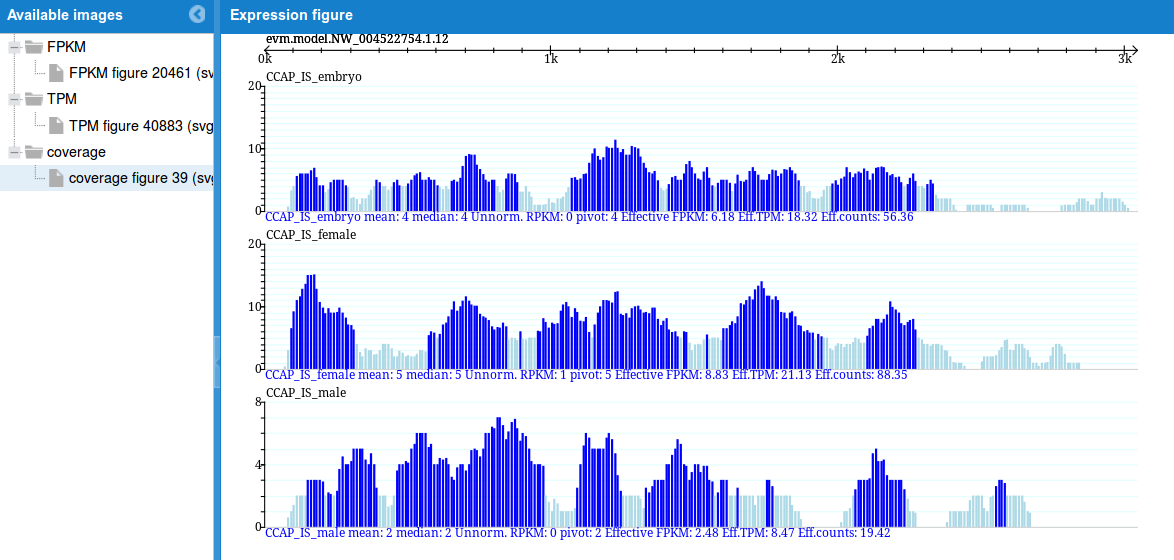 Available images
FPKM
FPKM figure 20461 (sv
TPM
TPM figure 40883 (svg
coverage
coverage figure 39 (svg
Expression figure
evm.model.NW_004522754.1.12
0k 1k 2k 3k
CCAP_IS_embryo
20
10
0
CCAP_IS_embryo mean: 4 median: 4 Unnorm. RPKM: 0 pivot: 4 Effective FPKM: 6.18 Eff.TPM: 18.32 Eff.counts: 56.36
CCAP_IS_female
20
10
0
CCAP_IS_female mean: 5 median: 5 Unnorm. RPKM: 1 pivot: 5 Effective FPKM: 8.83 Eff.TPM: 21.13 Eff.counts: 88.35
CCAP_IS_male
8
4
0
CCAP_IS_male mean: 2 median: 2 Unnorm. RPKM: 0 pivot: 2 Effective FPKM: 2.48 Eff.TPM: 8.47 Eff.counts: 19.42